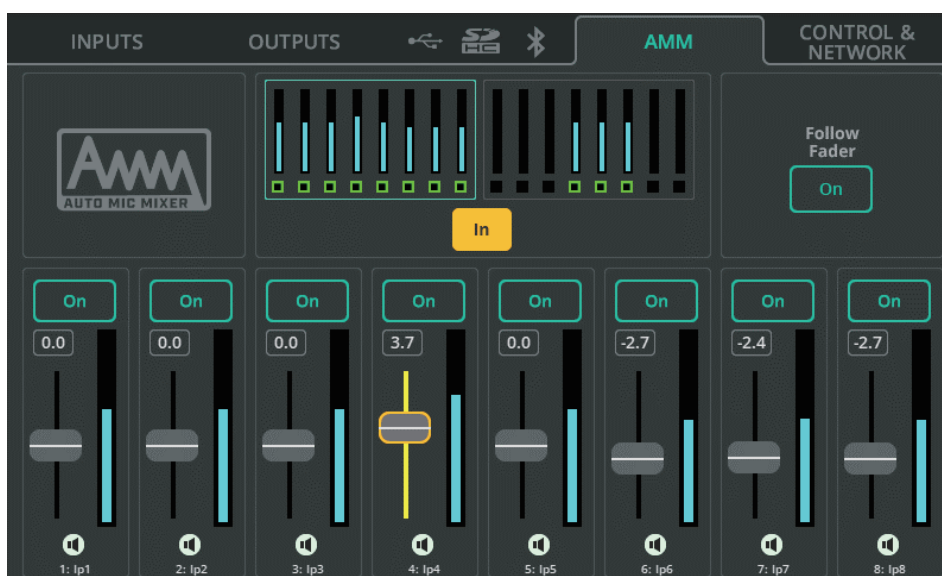 INPUTS OUTPUTS SD HC AMM CONTROL &
NETWORK
AMM
AUTO MIC MIXER
In
Follow
Fader
On
On On On On On On On On
0.0 0.0 0.0 3.7 0.0 -2.7 -2.4 -2.7
1: Ip1 2: Ip2 3: Ip3 4: Ip4 5: Ip5 6: Ip6 7: Ip7 8: Ip8